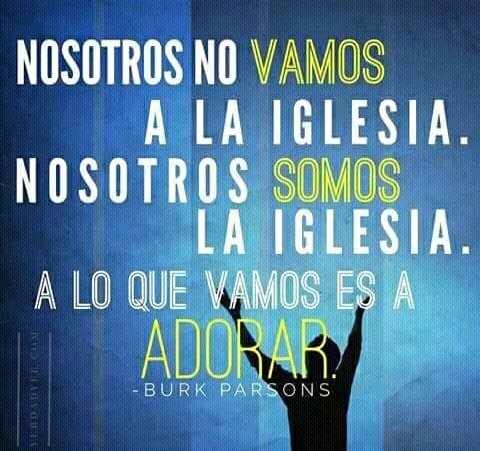 NOSOTROS NO VAMOS
A LA IGLESIA.
NOSOTROS SOMOS
LA IGLESIA.
A LO QUE VAMOS ES A
ADORAR.
-BURK PARSONS